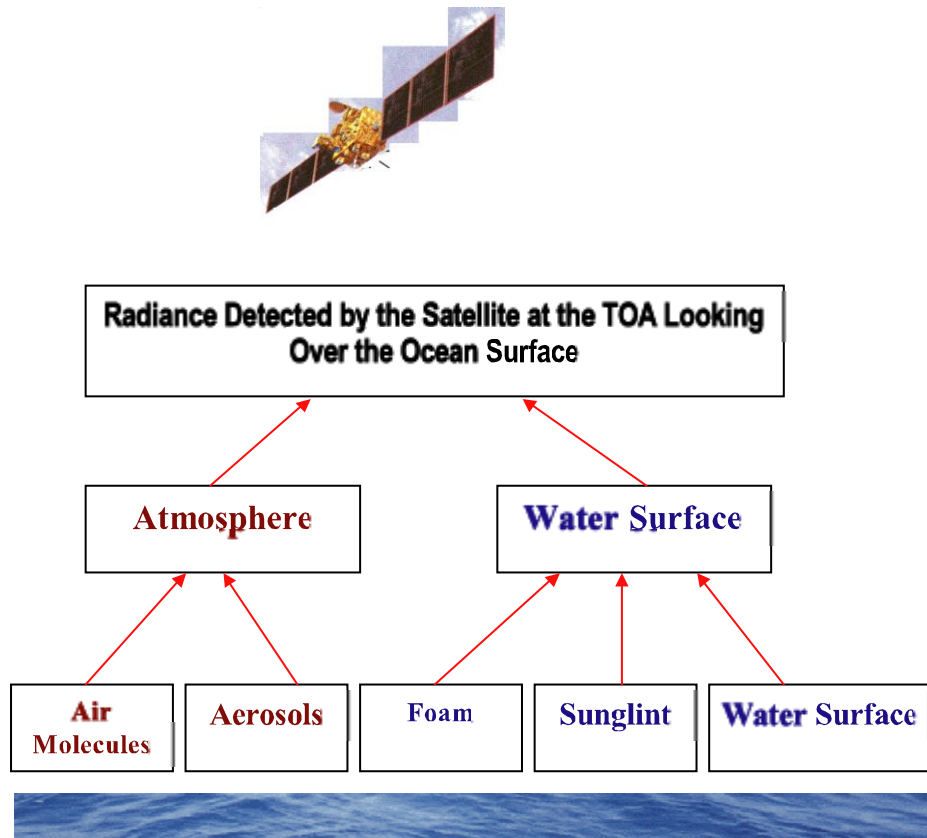 Radiance Detected by the Satellite at the TOA Looking
Over the Ocean Surface
Atmosphere
Water Surface
Air
Molecules
Aerosols
Foam
Sunglint
Water Surface